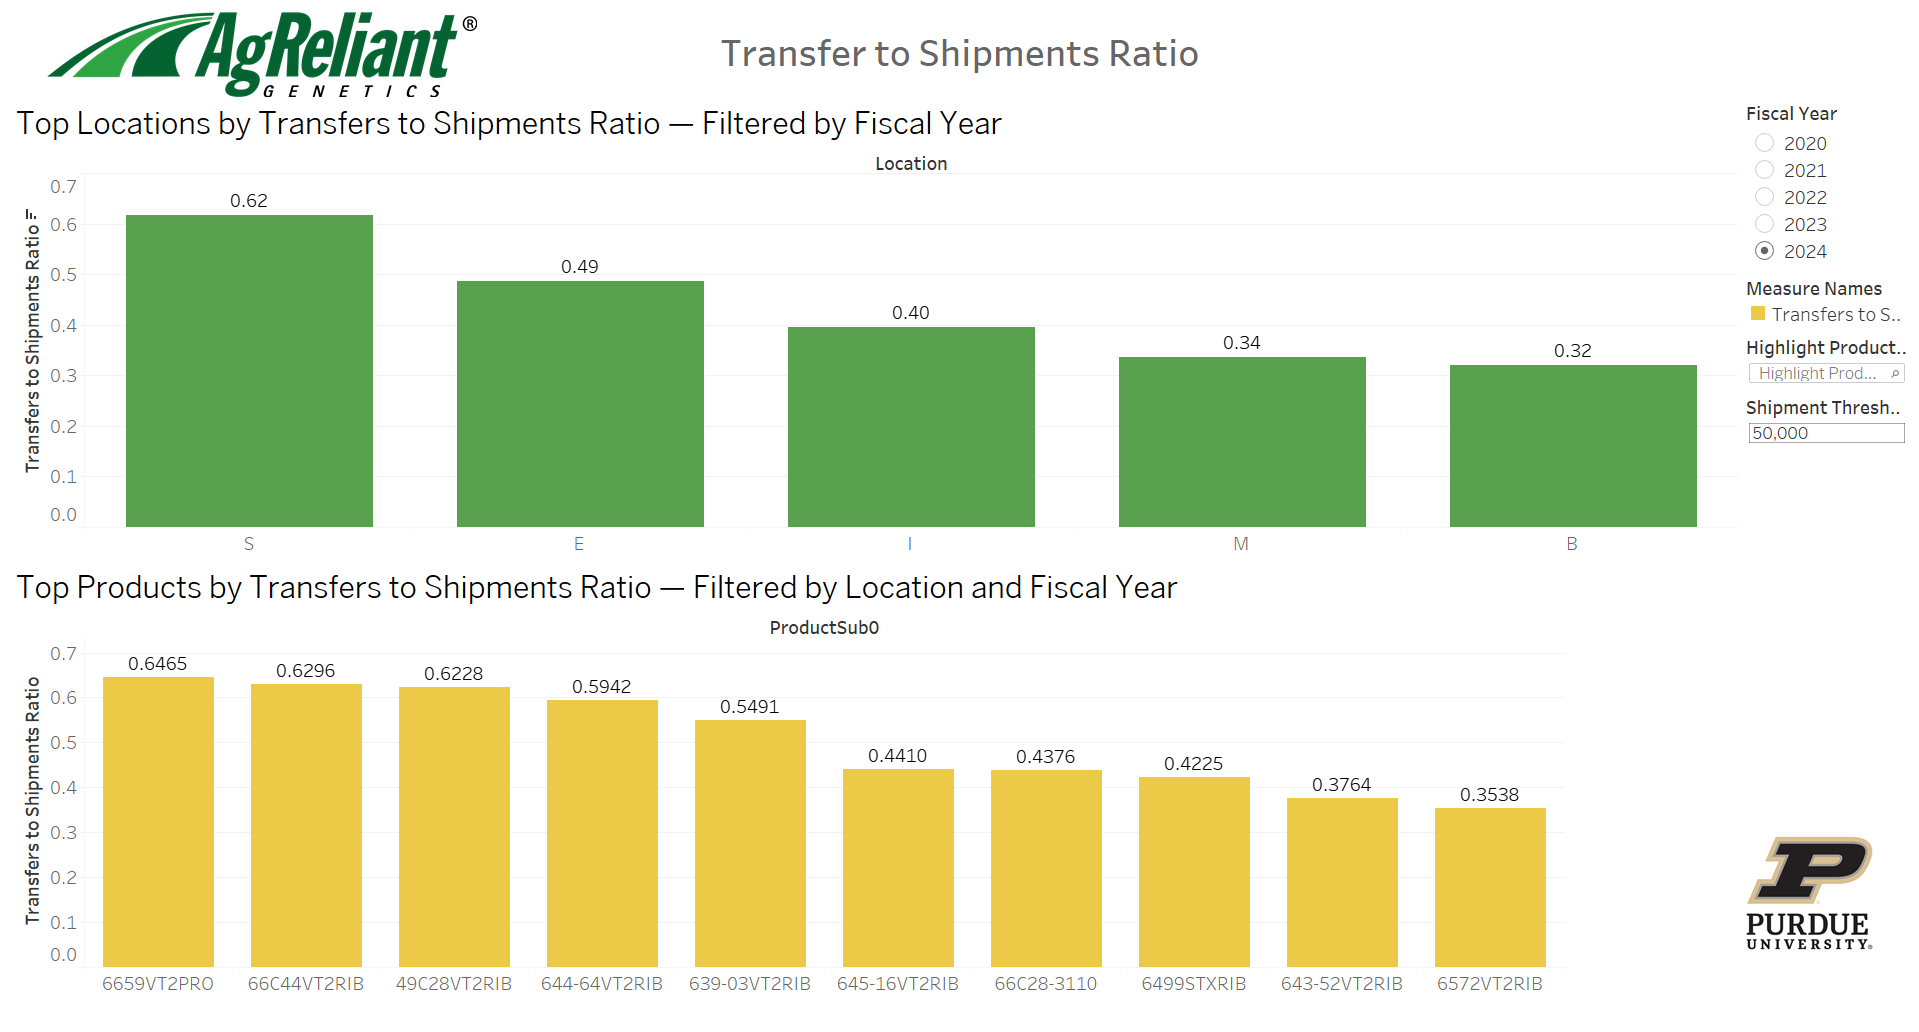 AgReliant®
GENETICS
Transfer to Shipments Ratio
Top Locations by Transfers to Shipments Ratio — Filtered by Fiscal Year
Location
Transfers to Shipments Ratio
0.7
0.6
0.5
0.4
0.3
0.2
0.1
0.0
0.62
0.49
0.40
0.34
0.32
S
E
I
M
B
Fiscal Year
2020
2021
2022
2023
2024
Measure Names
Transfers to S..
Highlight Product..
Highlight Prod...
Shipment Thresh..
50,000
Top Products by Transfers to Shipments Ratio — Filtered by Location and Fiscal Year
ProductSub0
Transfers to Shipments Ratio
0.7
0.6
0.5
0.4
0.3
0.2
0.1
0.0
0.6465
0.6296
0.6228
0.5942
0.5491
0.4410
0.4376
0.4225
0.3764
0.3538
6659VT2PRO
66C44VT2RIB
49C28VT2RIB
644-64VT2RIB
639-03VT2RIB
645-16VT2RIB
66C28-3110
6499STXRIB
643-52VT2RIB
6572VT2RIB
P
PURDUE
UNIVERSITY®